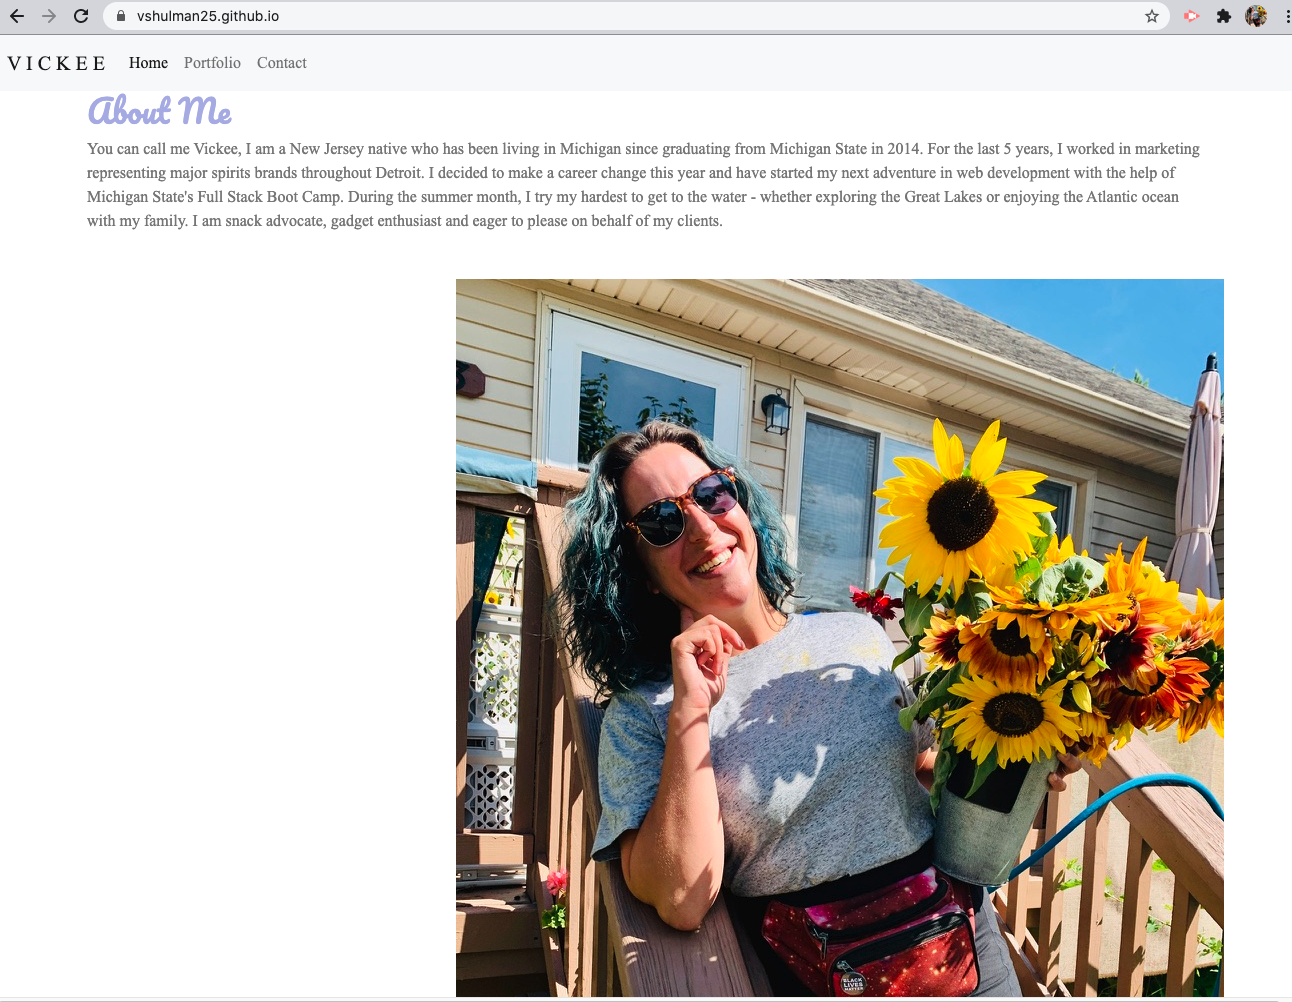 vshulman25.github.io
VICKEE Home Portfolio Contact
About Me
You can call me Vickee, I am a New Jersey native who has been living in Michigan since graduating from Michigan State in 2014. For the last 5 years, I worked in marketing
representing major spirits brands throughout Detroit. I decided to make a career change this year and have started my next adventure in web development with the help of
Michigan State's Full Stack Boot Camp. During the summer month, I try my hardest to get to the water - whether exploring the Great Lakes or enjoying the Atlantic ocean
with my family. I am snack advocate, gadget enthusiast and eager to please on behalf of my clients.
BLACK
LIVES
MATTER